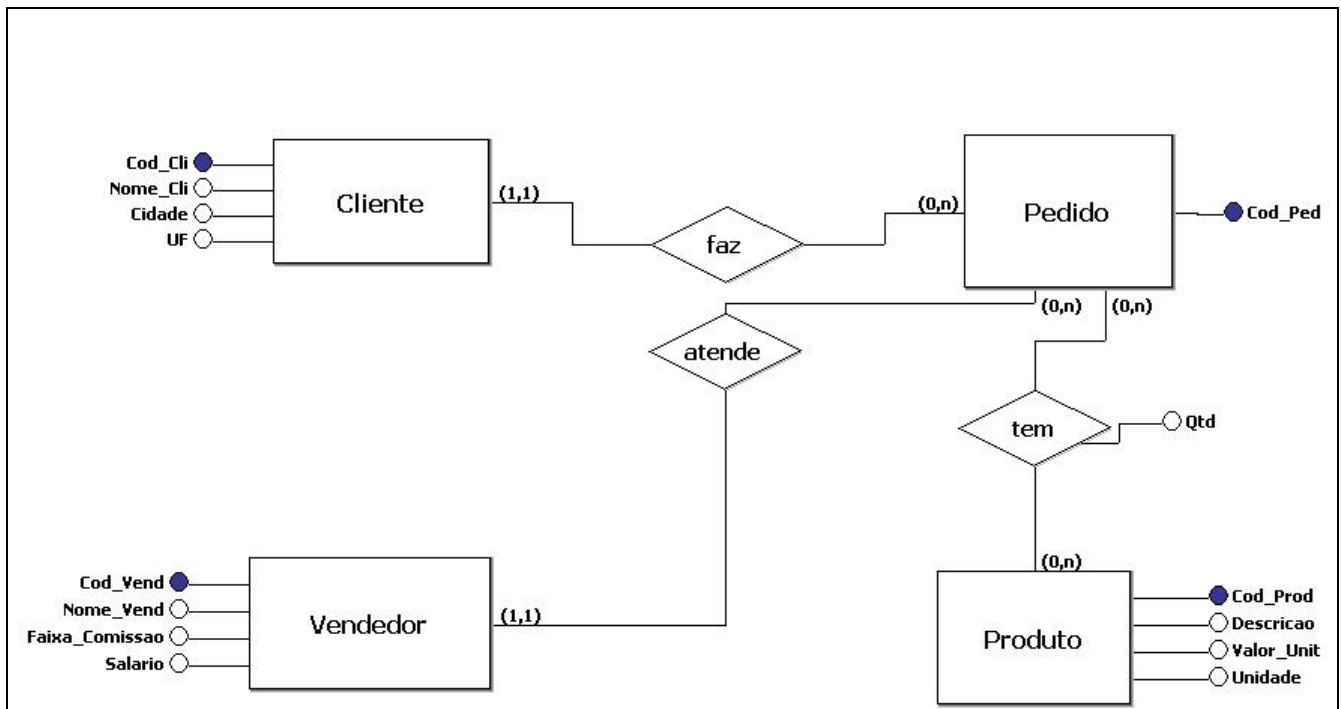 Cod_Cli
Nome_Cli
Cidade
UF
Cliente
(1,1)
faz
(0,n)
Pedido
Cod_Ped
(0,n)
(0,n)
atende
tem
Qtd
Cod_Vend
Nome_Vend
Faixa_Comissao
Salario
Vendedor
(1,1)
(0,n)
Produto
Cod_Prod
Descricao
Valor_Unit
Unidade